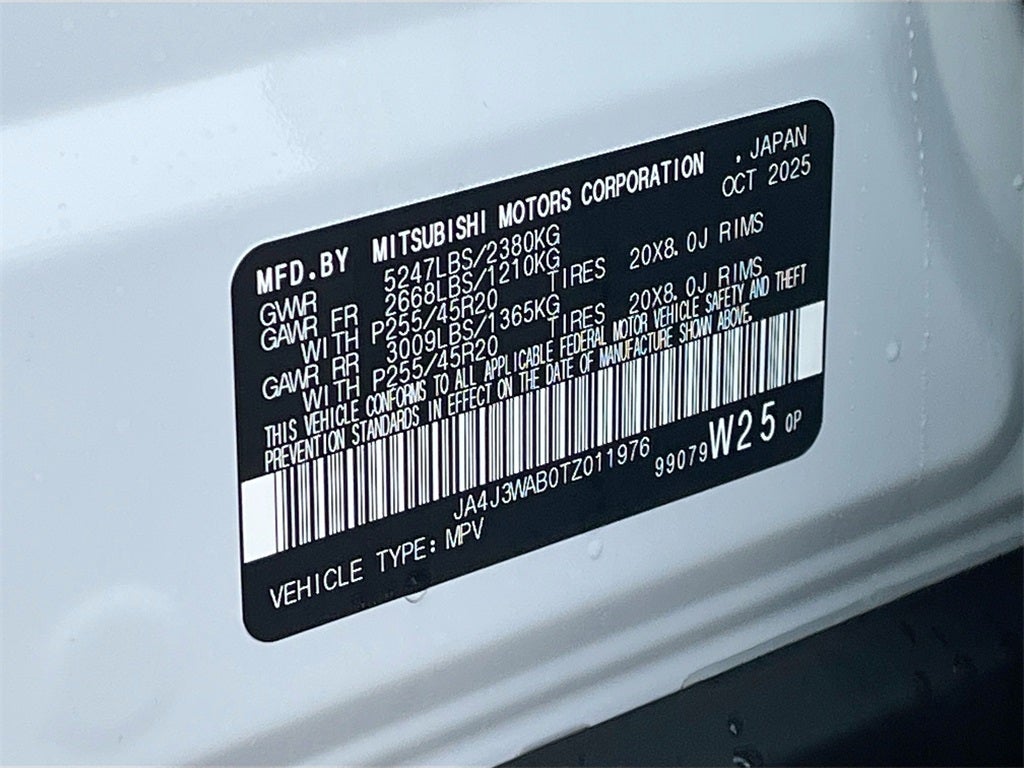 MFD.BY MITSUBISHI MOTORS CORPORATION . JAPAN
OCT 2025
GVWR 5247LBS/2380KG
GAWR FR 2668LBS/1210KG
WITH P255/45R20 TIRES 20X8.0J RIMS
GAWR RR 3009LBS/1365KG
WITH P255/45R20 TIRES 20X8.0J RIMS
THIS VEHICLE CONFORMS TO ALL APPLICABLE FEDERAL MOTOR VEHICLE SAFETY AND THEFT
PREVENTION STANDARDS IN EFFECT ON THE DATE OF MANUFACTURE SHOWN ABOVE.
JA4J3WAB0TZ011976 99079 W25 0P
VEHICLE TYPE: MPV